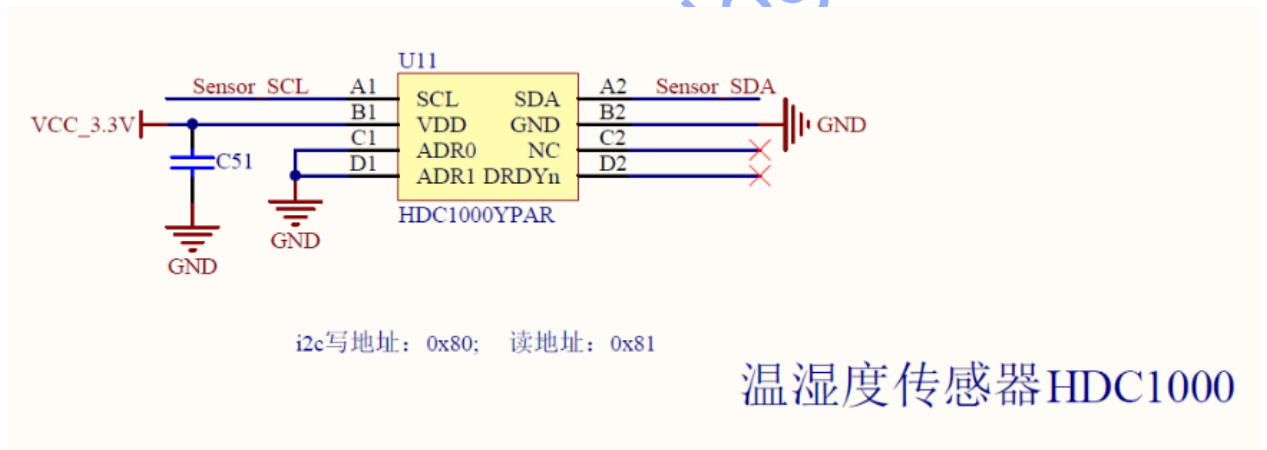 U11
Sensor_SCL A1 SCL SDA A2 Sensor_SDA
VCC_3.3V B1 VDD GND B2 GND
C1 ADR0 NC C2
C51 D1 ADR1 DRDYn D2
HDC1000YPAR
GND
GND
i2c写地址：0x80; 读地址：0x81
温湿度传感器HDC1000